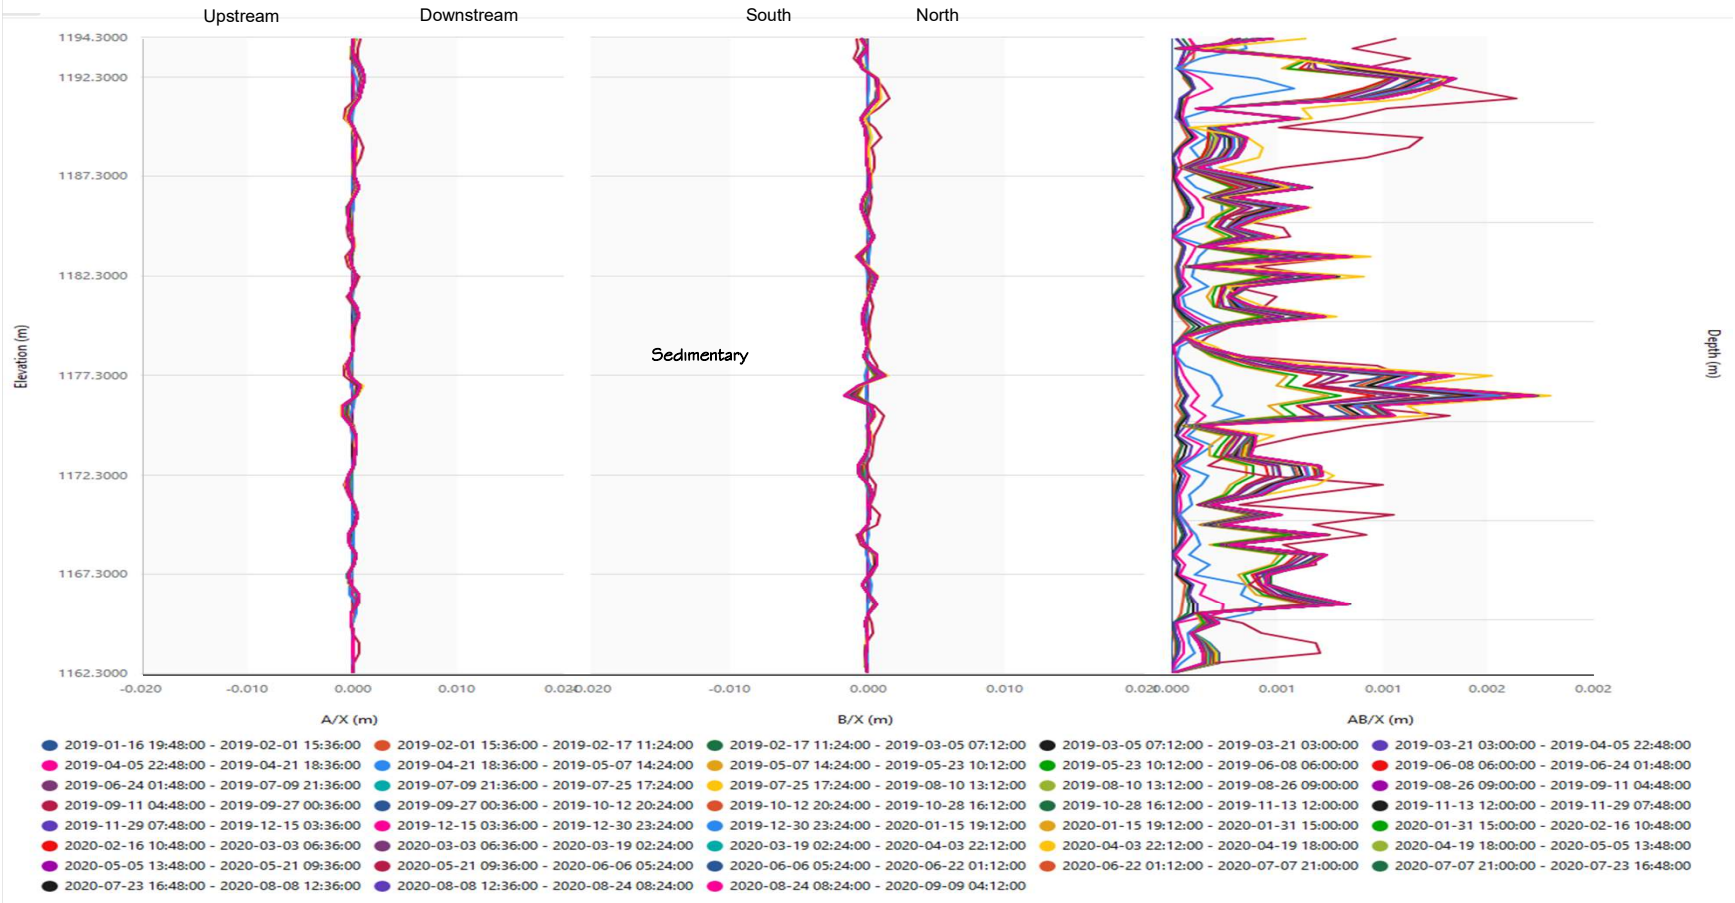 Upstream Downstream South North
1194.3000
1192.3000
1187.3000
1182.3000
1177.3000
1172.3000
1167.3000
1162.3000
Elevation (m)
Sedimentary
Depth (m)
-0.020 -0.010 0.000 0.010 -0.010 0.000 0.010 0.001 0.001 0.002 0.002
A/X (m) B/X (m) AB/X (m)
2019-01-16 19:48:00 - 2019-02-01 15:36:00 2019-02-01 15:36:00 - 2019-02-17 11:24:00 2019-02-17 11:24:00 - 2019-03-05 07:12:00 2019-03-05 07:12:00 - 2019-03-21 03:00:00 2019-03-21 03:00:00 - 2019-04-05 22:48:00
2019-04-05 22:48:00 - 2019-04-21 18:36:00 2019-04-21 18:36:00 - 2019-05-07 14:24:00 2019-05-07 14:24:00 - 2019-05-23 10:12:00 2019-05-23 10:12:00 - 2019-06-08 06:00:00 2019-06-08 06:00:00 - 2019-06-24 01:48:00
2019-06-24 01:48:00 - 2019-07-09 21:36:00 2019-07-09 21:36:00 - 2019-07-25 17:24:00 2019-07-25 17:24:00 - 2019-08-10 13:12:00 2019-08-10 13:12:00 - 2019-08-26 09:00:00 2019-08-26 09:00:00 - 2019-09-11 04:48:00
2019-09-11 04:48:00 - 2019-09-27 00:36:00 2019-09-27 00:36:00 - 2019-10-12 20:24:00 2019-10-12 20:24:00 - 2019-10-28 16:12:00 2019-10-28 16:12:00 - 2019-11-13 12:00:00 2019-11-13 12:00:00 - 2019-11-29 07:48:00
2019-11-29 07:48:00 - 2019-12-15 03:36:00 2019-12-15 03:36:00 - 2019-12-30 23:24:00 2019-12-30 23:24:00 - 2020-01-15 19:12:00 2020-01-15 19:12:00 - 2020-01-31 15:00:00 2020-01-31 15:00:00 - 2020-02-16 10:48:00
2020-02-16 10:48:00 - 2020-03-03 06:36:00 2020-03-03 06:36:00 - 2020-03-19 02:24:00 2020-03-19 02:24:00 - 2020-04-03 22:12:00 2020-04-03 22:12:00 - 2020-04-19 18:00:00 2020-04-19 18:00:00 - 2020-05-05 13:48:00
2020-05-05 13:48:00 - 2020-05-21 09:36:00 2020-05-21 09:36:00 - 2020-06-06 05:24:00 2020-06-06 05:24:00 - 2020-06-22 01:12:00 2020-06-22 01:12:00 - 2020-07-07 21:00:00 2020-07-07 21:00:00 - 2020-07-23 16:48:00
2020-07-23 16:48:00 - 2020-08-08 12:36:00 2020-08-08 12:36:00 - 2020-08-24 08:24:00 2020-08-24 08:24:00 - 2020-09-09 04:12:00